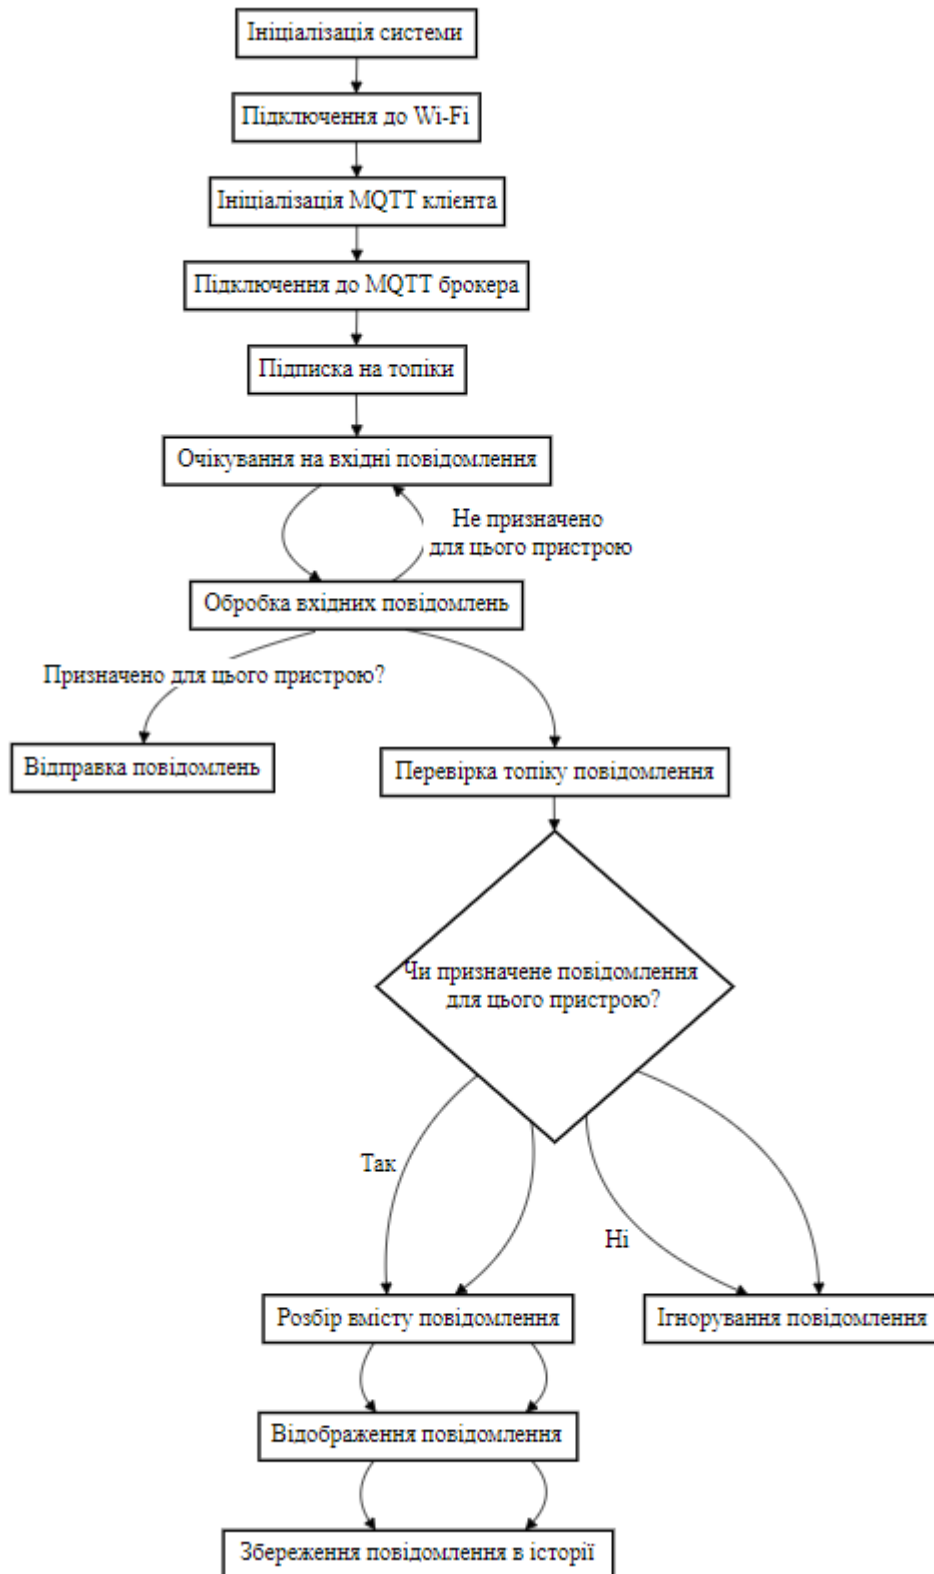 Ініціалізація системи
Підключення до Wi-Fi
Ініціалізація MQTT клієнта
Підключення до MQTT брокера
Підписка на топіки
Очікування на вхідні повідомлення
Не призначено
для цього пристрою
Обробка вхідних повідомлень
Призначено для цього пристрою?
Відправка повідомлень
Перевірка топіку повідомлення
Чи призначене повідомлення
для цього пристрою?
Так
Ні
Розбір вмісту повідомлення
Ігнорування повідомлення
Відображення повідомлення
Збереження повідомлення в історії